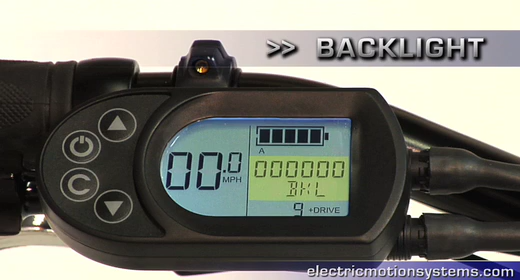 >> BACKLIGHT
A
00.0
MPH
000000
BKL
9 +DRIVE
C
electricmotionsystems.com